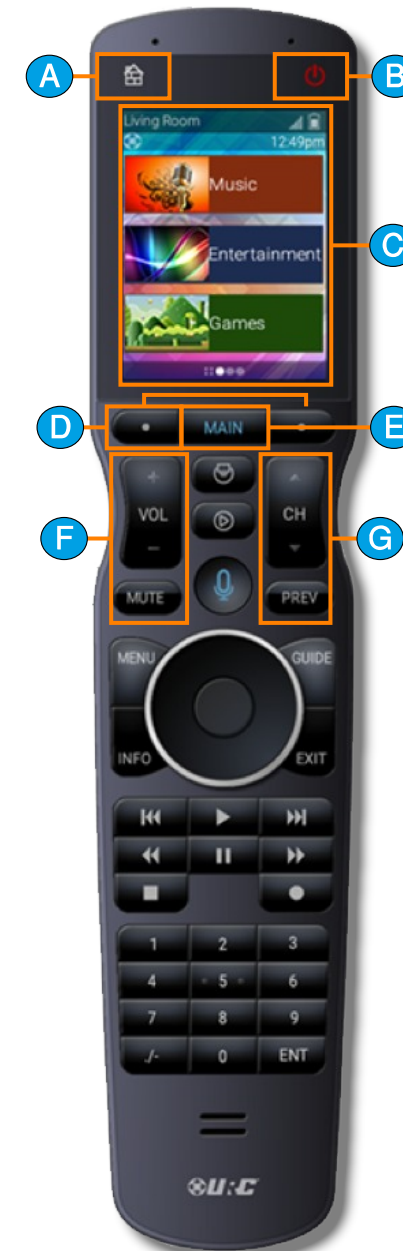 A
B
Living Room
12:49pm
Music
C
Entertainment
Games
D
MAIN
E
VOL
CH
F
G
MUTE
PREV
MENU
GUIDE
INFO
EXIT
1 2 3
4 5 6
7 8 9
./- 0 ENT
URC